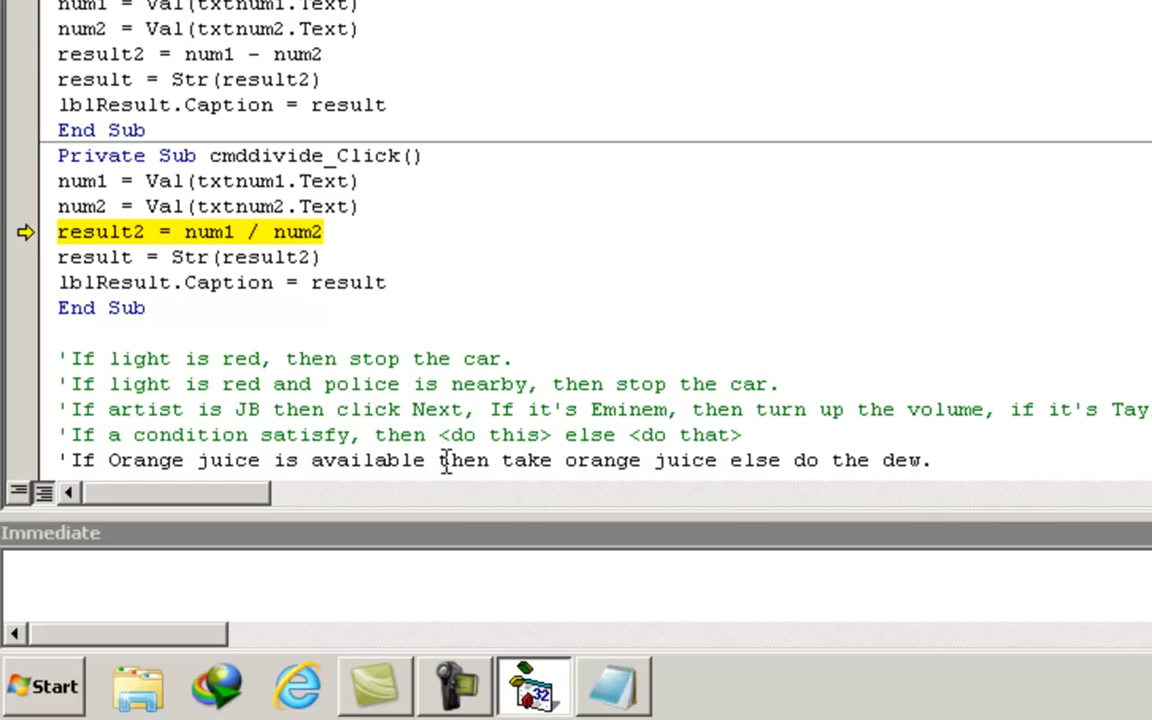 num1 = Val(txtnum1.Text)
num2 = Val(txtnum2.Text)
result2 = num1 - num2
result = Str(result2)
lblResult.Caption = result
End Sub
Private Sub cmddivide_Click()
num1 = Val(txtnum1.Text)
num2 = Val(txtnum2.Text)
result2 = num1 / num2
result = Str(result2)
lblResult.Caption = result
End Sub
'If light is red, then stop the car.
'If light is red and police is nearby, then stop the car.
'If artist is JB then click Next, If it's Eminem, then turn up the volume, if it's Tay
'If a condition satisfy, then <do this> else <do that>
'If Orange juice is available then take orange juice else do the dew.
Immediate
Start
32